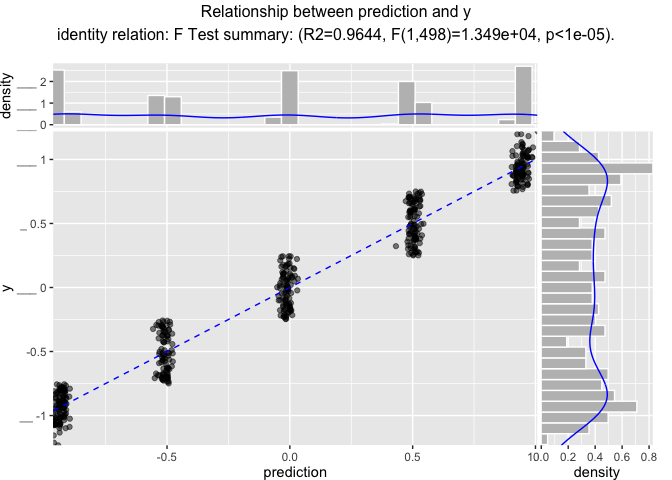 Relationship between prediction and y
identity relation: F Test summary: (R2=0.9644, F(1,498)=1.349e+04, p<1e-05).
density
2
1
0
y
1
0.5
0
-0.5
-1
-0.5
0.0
0.5
1.0
prediction
0.0
0.2
0.4
0.6
0.8
density